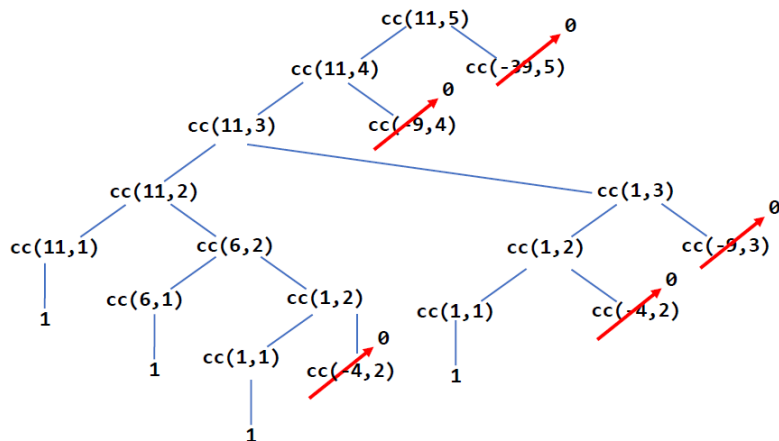 cc(11,5)
0
cc(11,4)
cc(-39,5)
0
cc(11,3)
cc(-9,4)
cc(11,2)
cc(1,3)
0
cc(11,1)
cc(6,2)
cc(1,2)
cc(-9,3)
0
cc(6,1)
cc(1,2)
cc(1,1)
cc(-4,2)
1
0
cc(1,1)
cc(-4,2)
1
1
1